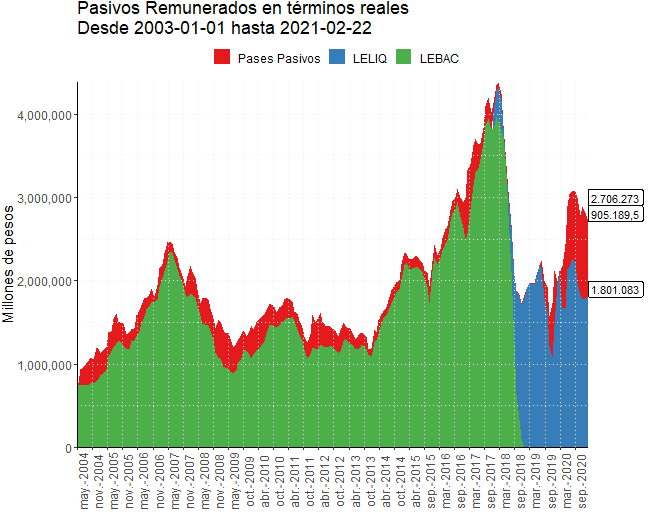 Pasivos Remunerados en términos reales
Desde 2003-01-01 hasta 2021-02-22
Pases Pasivos LELIQ LEBAC
Millones de pesos
4,000,000
3,000,000
2,000,000
1,000,000
0
2.706.273
905.189,5
1.801.083
may.-2004
nov.-2004
may.-2005
nov.-2005
may.-2006
nov.-2006
may.-2007
nov.-2007
may.-2008
nov.-2008
may.-2009
oct.-2009
abr.-2010
oct.-2010
abr.-2011
oct.-2011
abr.-2012
oct.-2012
abr.-2013
oct.-2013
abr.-2014
oct.-2014
abr.-2015
sep.-2015
mar.-2016
sep.-2016
mar.-2017
sep.-2017
mar.-2018
sep.-2018
mar.-2019
sep.-2019
mar.-2020
sep.-2020